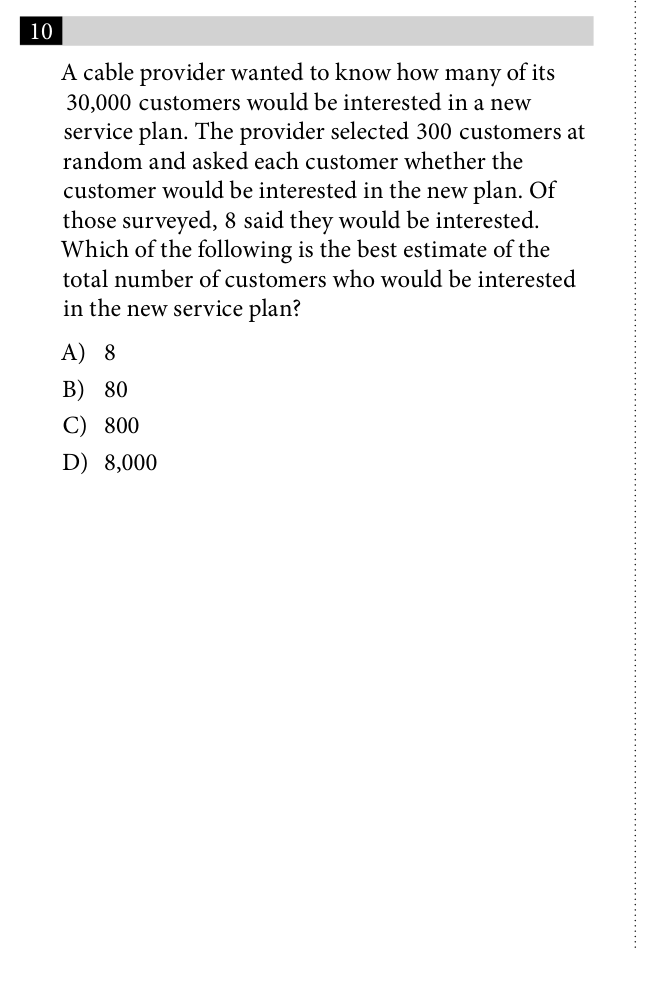 10
A cable provider wanted to know how many of its
30,000 customers would be interested in a new
service plan. The provider selected 300 customers at
random and asked each customer whether the
customer would be interested in the new plan. Of
those surveyed, 8 said they would be interested.
Which of the following is the best estimate of the
total number of customers who would be interested
in the new service plan?
A) 8
B) 80
C) 800
D) 8,000